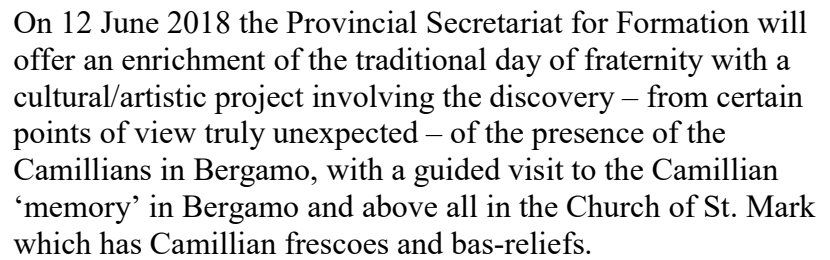 On 12 June 2018 the Provincial Secretariat for Formation will
offer an enrichment of the traditional day of fraternity with a
cultural/artistic project involving the discovery – from certain
points of view truly unexpected – of the presence of the
Camillians in Bergamo, with a guided visit to the Camillian
‘memory’ in Bergamo and above all in the Church of St. Mark
which has Camillian frescoes and bas-reliefs.